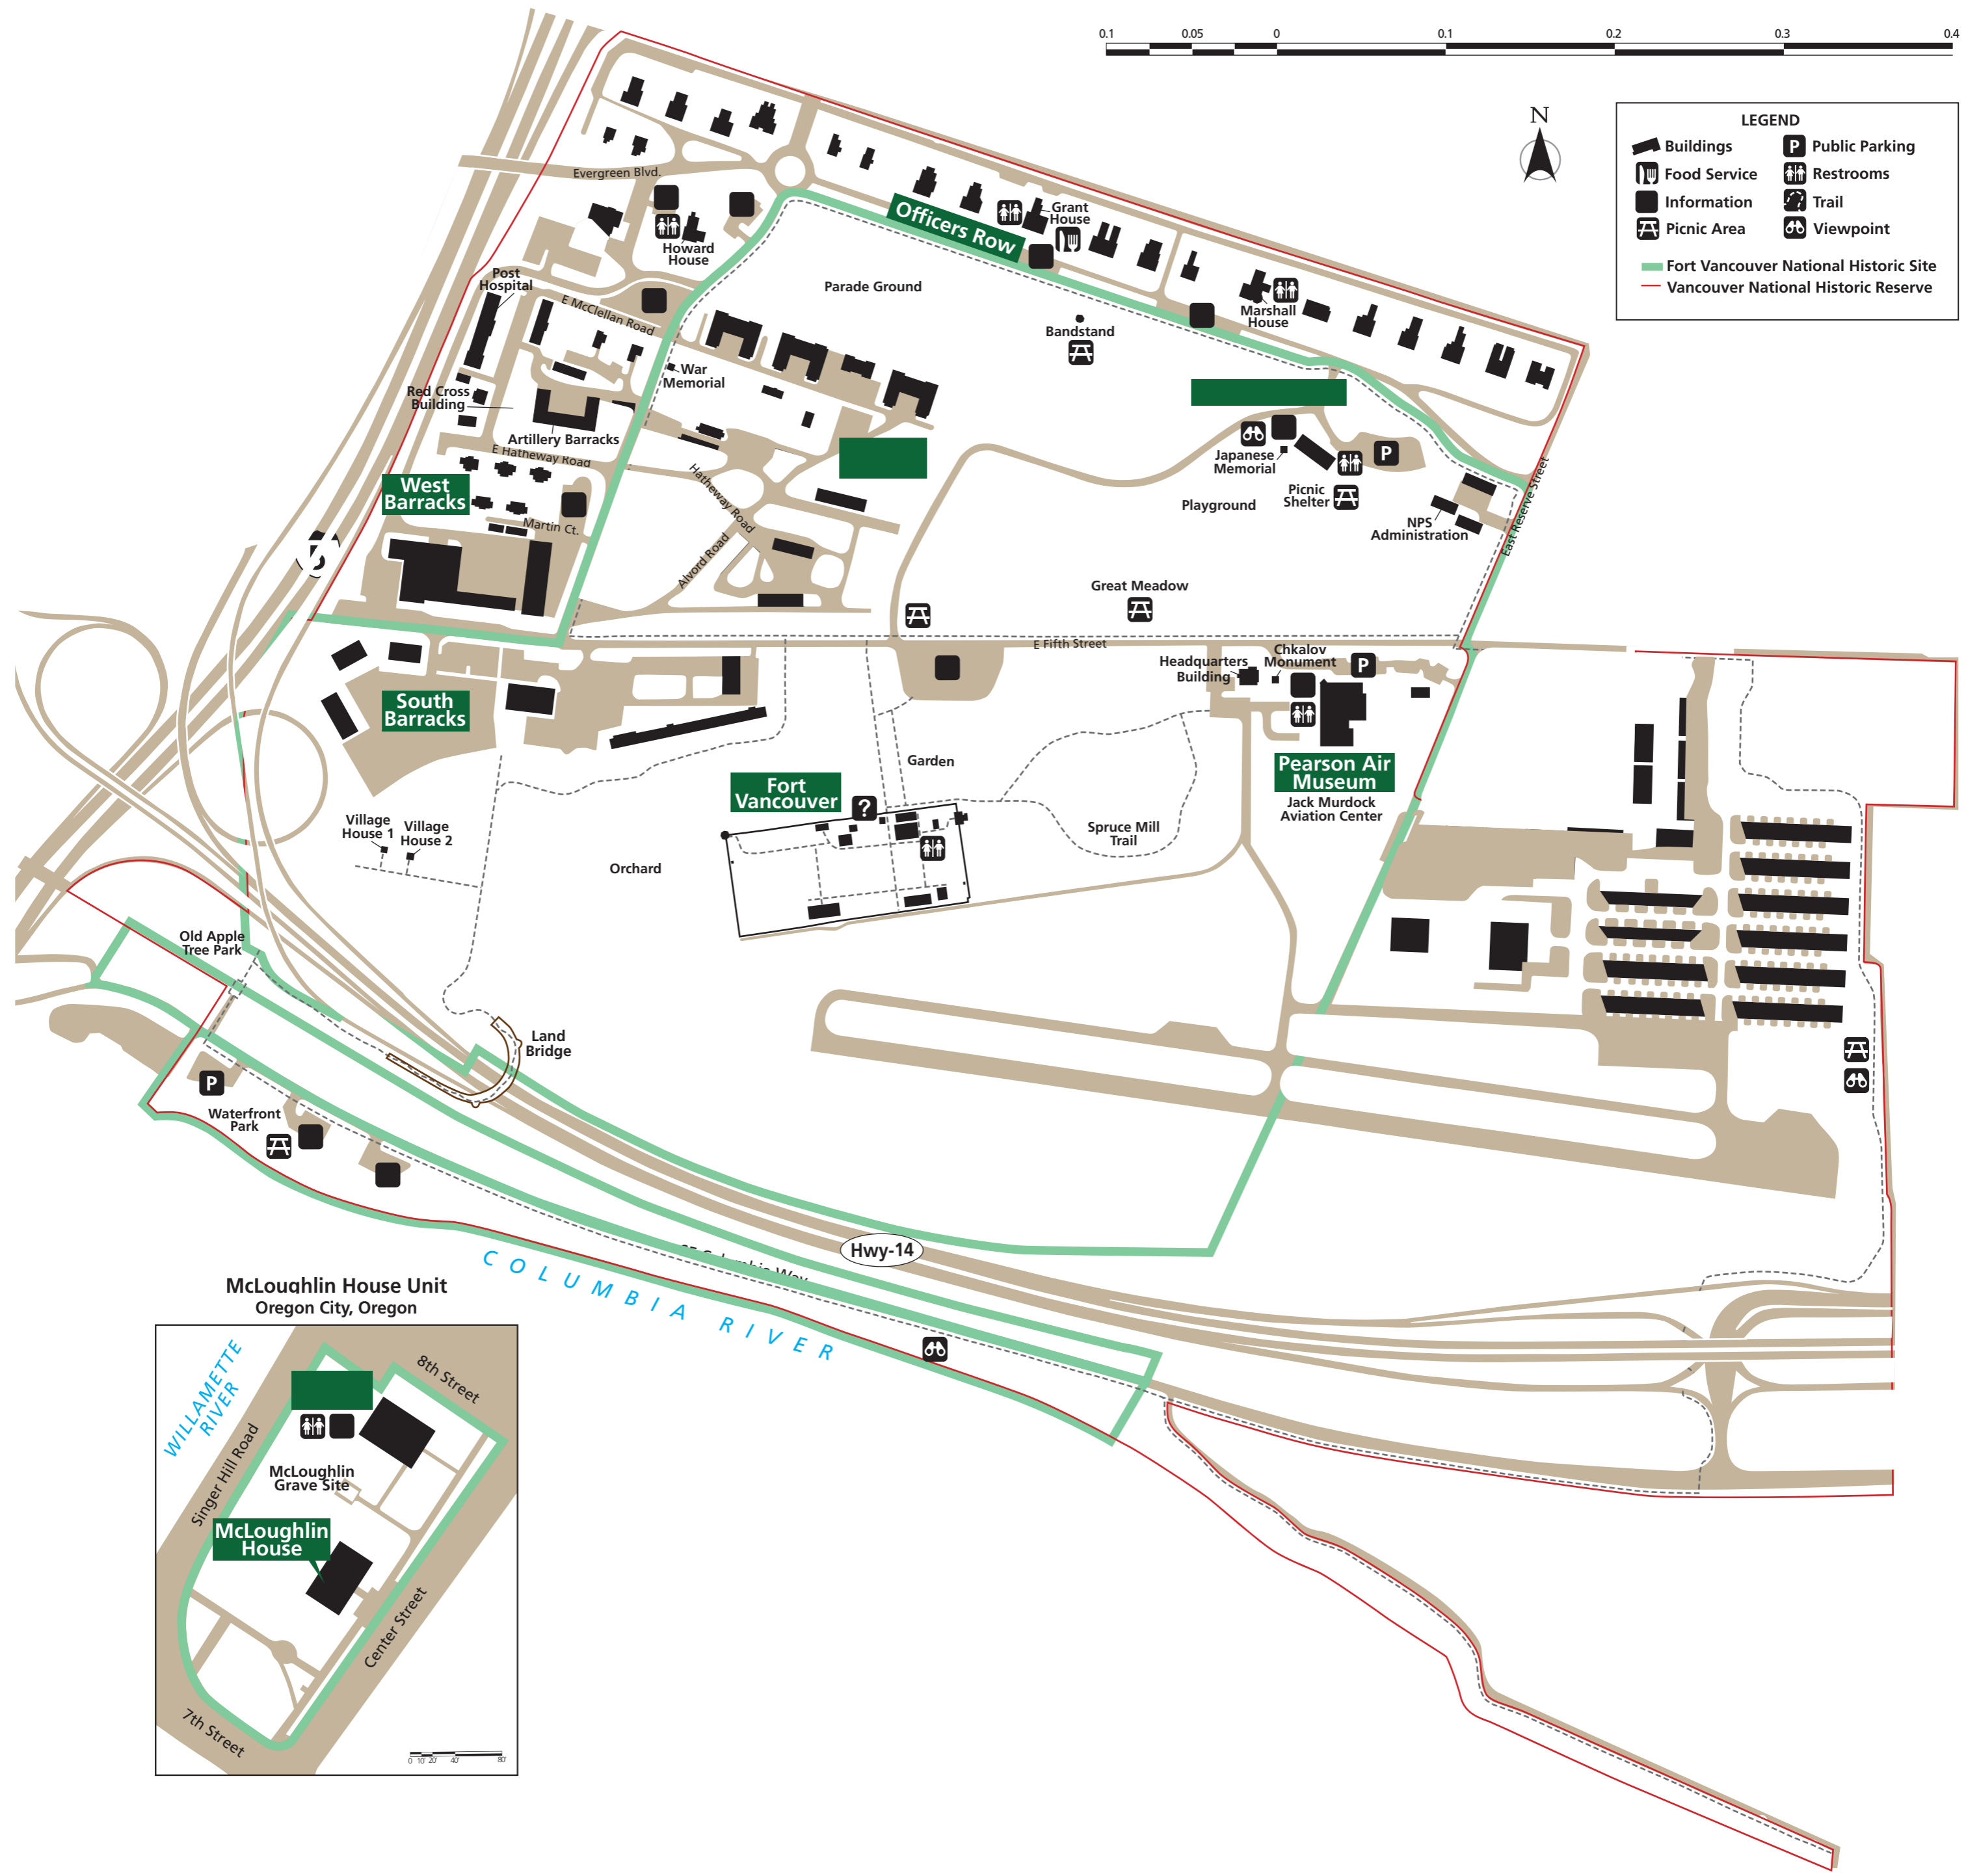 0.1 0.05 0 0.1 0.2 0.3 0.4
N
LEGEND
Buildings
Public Parking
Food Service
Restrooms
Information
Trail
Picnic Area
Viewpoint
Fort Vancouver National Historic Site
Vancouver National Historic Reserve
P
Evergreen Blvd.
Officers Row
Grant
House
Howard
House
Post
Hospital
E McClellan Road
Parade Ground
Bandstand
Marshall
House
War
Memorial
Red Cross
Building
Artillery Barracks
E Hatheway Road
Hatheway Road
Japanese
Memorial
P
Picnic
Shelter
Playground
NPS
Administration
East Reserve Street
West
Barracks
Martin Ct.
Alvord Road
5
Great Meadow
E Fifth Street
Headquarters
Building
Chkalov
Monument
P
South
Barracks
Garden
Fort
Vancouver
?
Pearson Air
Museum
Jack Murdock
Aviation Center
Village
House 1
Village
House 2
Spruce Mill
Trail
Orchard
Old Apple
Tree Park
Land
Bridge
P
Waterfront
Park
Hwy-14
COLUMBIA RIVER
McLoughlin House Unit
Oregon City, Oregon
WILLAMETTE
RIVER
8th Street
Singer Hill Road
McLoughlin
Grave Site
McLoughlin
House
Center Street
7th Street
0 10' 20' 40' 80'